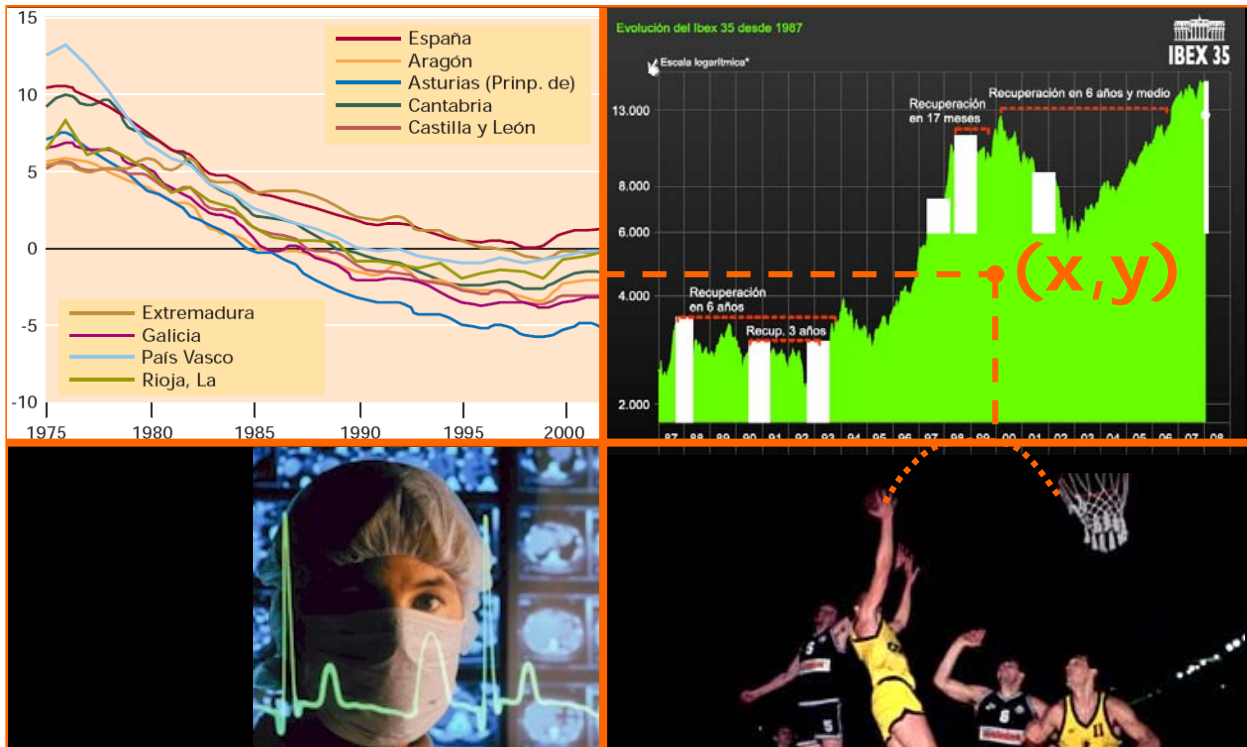 15
10
5
0
-5
-10
1975
1980
1985
1990
1995
2000
España
Aragón
Asturias (Prinp. de)
Cantabria
Castilla y León
Extremadura
Galicia
País Vasco
Rioja, La
Evolución del Ibex 35 desde 1987
IBEX 35
Escala logarítmica*
Recuperación en 6 años y medio
Recuperación
en 17 meses
13.000
8.000
6.000
4.000
2.000
(x,y)
Recuperación
en 6 años
Recup. 3 años
87 88 89 90 91 92 93 94 95 96 97 98 99 00 01 02 03 04 05 06 07 08
5
5
6
11